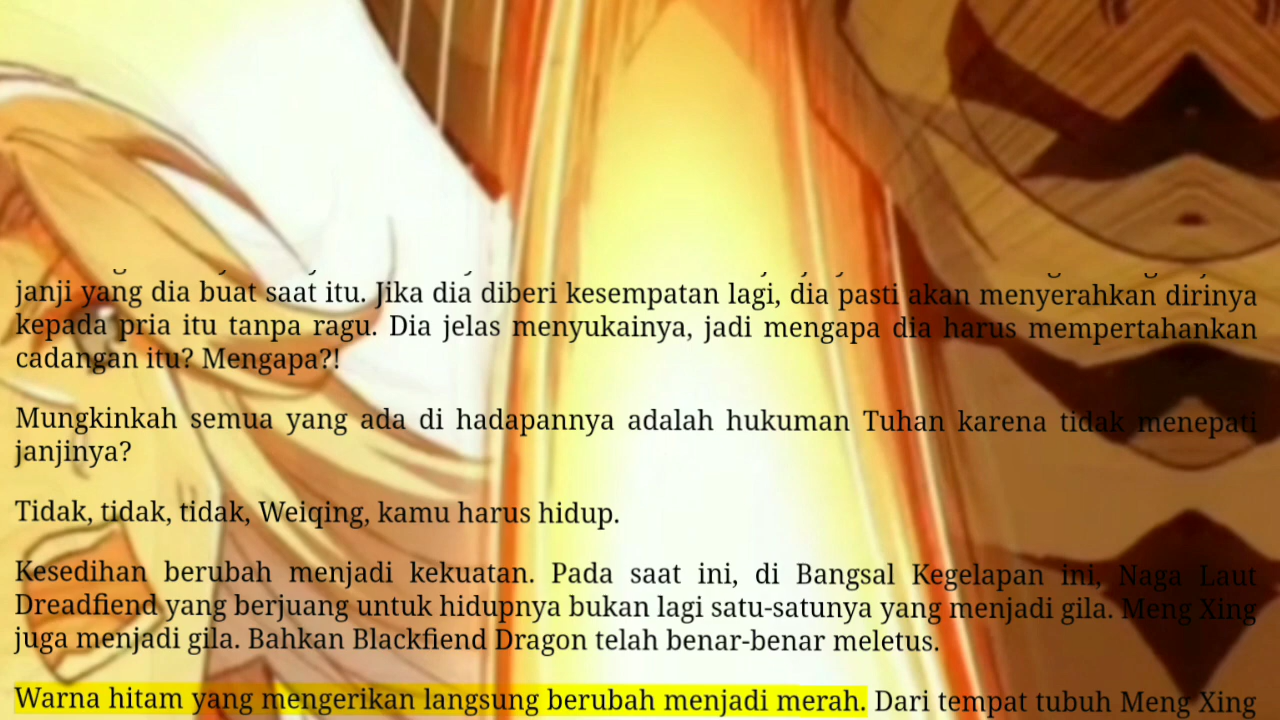 janji yang dia buat saat itu. Jika dia diberi kesempatan lagi, dia pasti akan menyerahkan dirinya
kepada pria itu tanpa ragu. Dia jelas menyukainya, jadi mengapa dia harus mempertahankan
cadangan itu? Mengapa?!
Mungkinkah semua yang ada di hadapannya adalah hukuman Tuhan karena tidak menepati
janjinya?
Tidak, tidak, tidak, Weiqing, kamu harus hidup.
Kesedihan berubah menjadi kekuatan. Pada saat ini, di Bangsal Kegelapan ini, Naga Laut
Dreadfiend yang berjuang untuk hidupnya bukan lagi satu-satunya yang menjadi gila. Meng Xing
juga menjadi gila. Bahkan Blackfiend Dragon telah benar-benar meletus.
Warna hitam yang mengerikan langsung berubah menjadi merah. Dari tempat tubuh Meng Xing